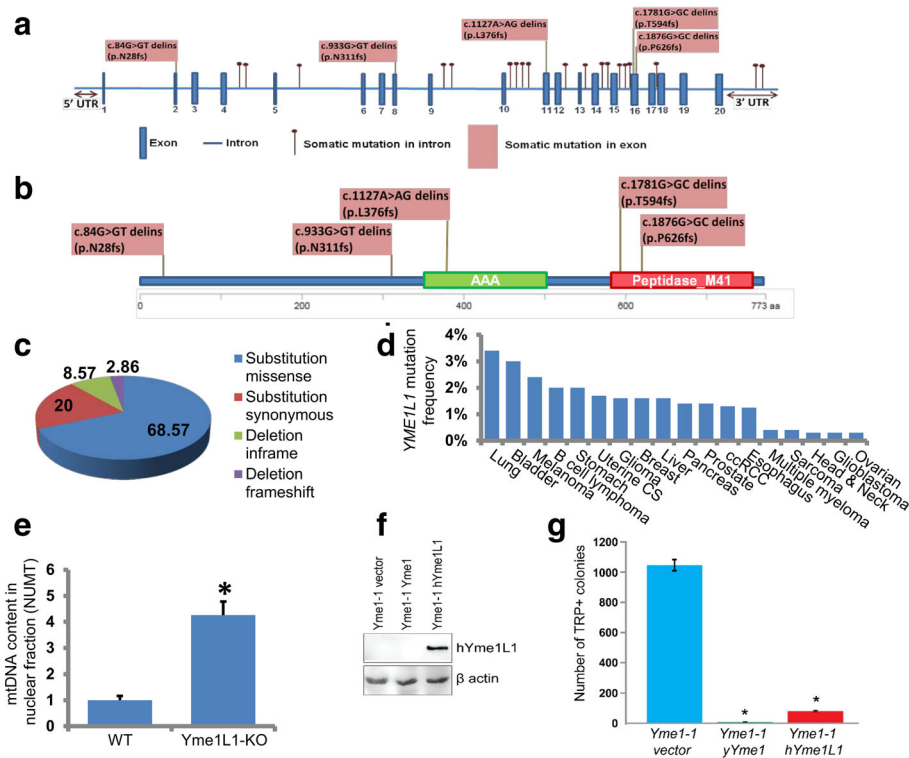 a
c.84G>GT delins
(p.N28fs)
c.933G>GT delins
(p.N311fs)
c.1127A>AG delins
(p.L376fs)
c.1781G>GC delins
(p.T594fs)
c.1876G>GC delins
(p.P626fs)
5' UTR
1 2 3 4 5 6 7 8 9 10 11 12 13 14 15 16 17 18 19 20
3' UTR
Exon
Intron
Somatic mutation in intron
Somatic mutation in exon
b
c.84G>GT delins
(p.N28fs)
c.933G>GT delins
(p.N311fs)
c.1127A>AG delins
(p.L376fs)
c.1781G>GC delins
(p.T594fs)
c.1876G>GC delins
(p.P626fs)
AAA
Peptidase_M41
0 200 400 600 773 aa
c
8.57
2.86
20
68.57
Substitution
missense
Substitution
synonymous
Deletion
inframe
Deletion
frameshift
d
YME1L1 mutation
frequency
4%
3%
2%
1%
0%
Lung
Bladder
Melanoma
B cell lymphoma
Stomach
Uterine CS
Glioma
Breast
Liver
Pancreas
Prostate
ccRCC
Esophagus
Multiple myeloma
Sarcoma
Head & Neck
Glioblastoma
Ovarian
e
mtDNA content in
nuclear fraction (NUMT)
6
5
4
3
2
1
0
*
WT
Yme1L1-KO
f
Yme1-1 vector
Yme1-1 Yme1
Yme1-1 hYme1L1
hYme1L1
β actin
g
Number of TRP+ colonies
1200
1000
800
600
400
200
0
*
*
Yme1-1
vector
Yme1-1
yYme1
Yme1-1
hYme1L1